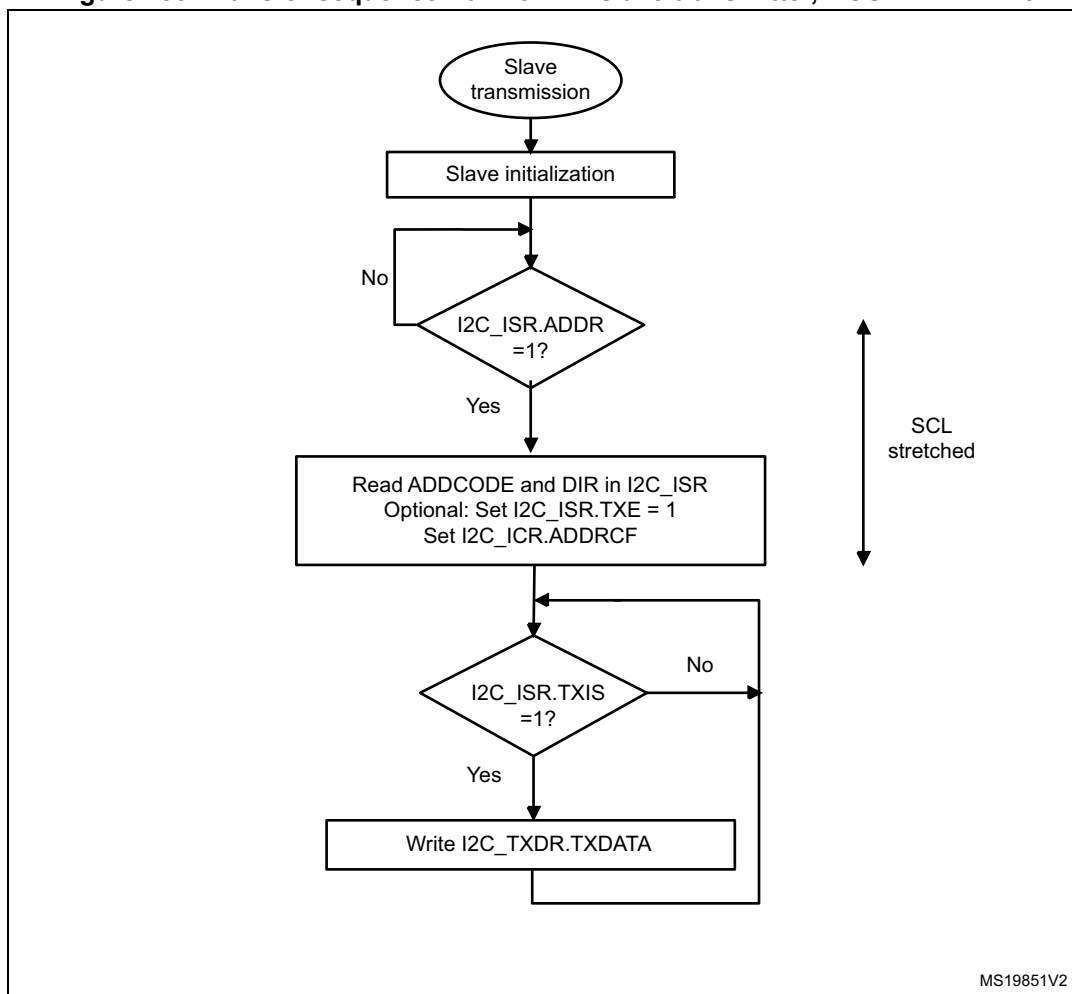 Slave
transmission
Slave initialization
No
I2C_ISR.ADDR
=1?
Yes
SCL
stretched
Read ADDCODE and DIR in I2C_ISR
Optional: Set I2C_ISR.TXE = 1
Set I2C_ICR.ADDRCF
No
I2C_ISR.TXIS
=1?
Yes
Write I2C_TXDR.TXDATA
MS19851V2